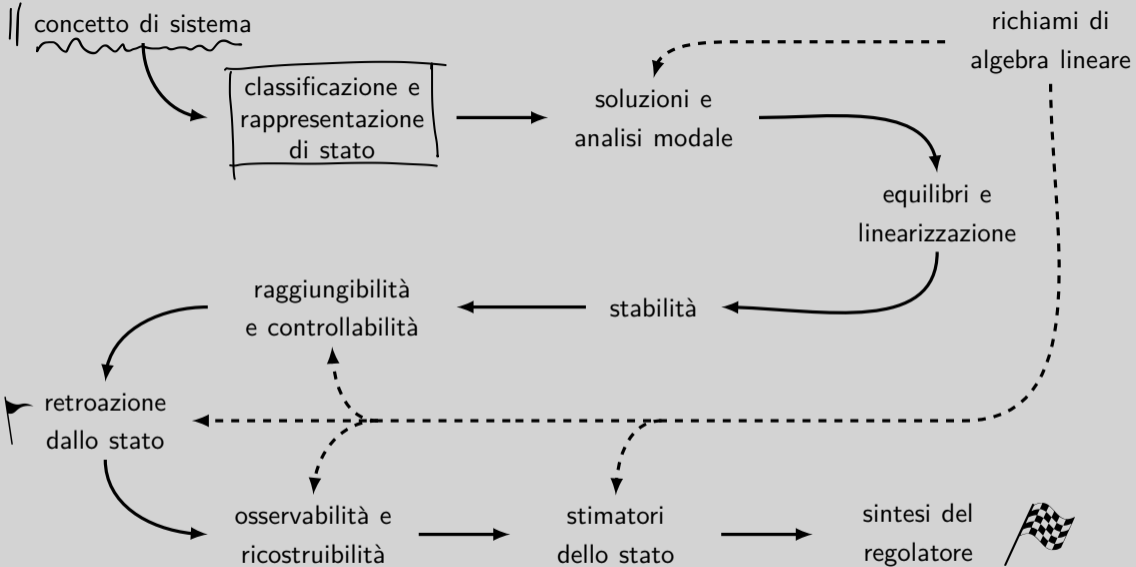 concetto di sistema
richiami di
algebra lineare
classificazione e
rappresentazione
di stato
soluzioni e
analisi modale
equilibri e
linearizzazione
stabilità
raggiungibilità
e controllabilità
retroazione
dallo stato
osservabilità e
ricostruibilità
stimatori
dello stato
sintesi del
regolatore